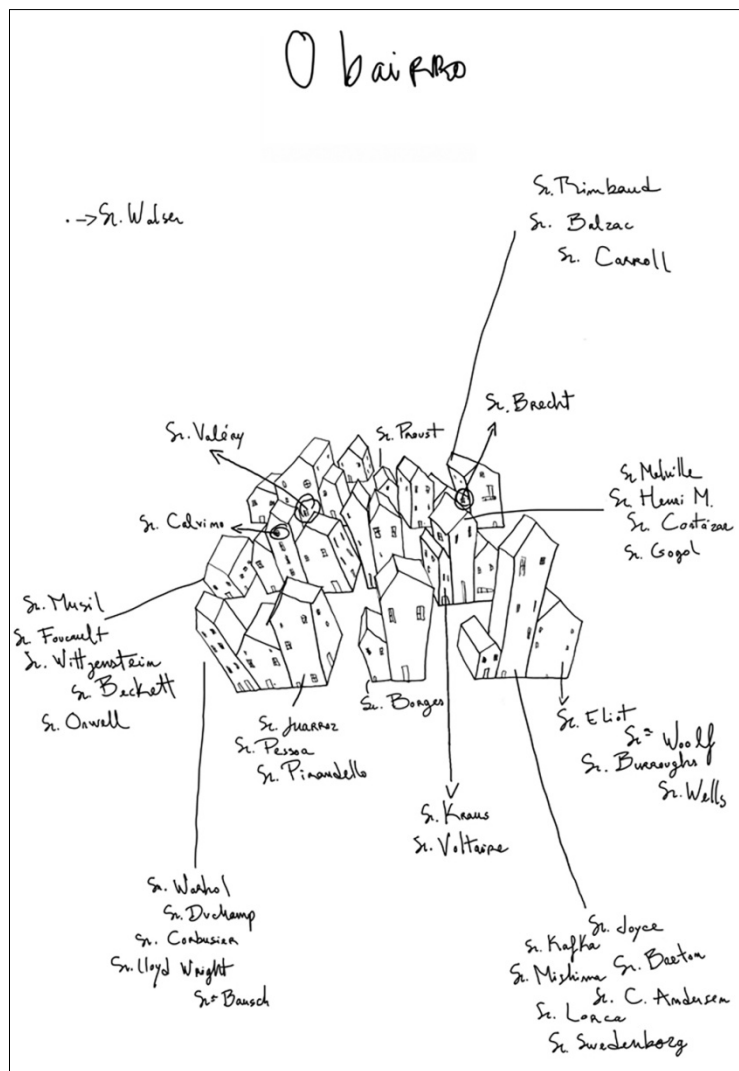 O bairro
Sr. Rimbaud
Sr. Balzac
Sr. Carroll
.-> Sr. Walser
Sr. Brecht
Sr. Valéry
Sr. Proust
Sr. Melville
Sr. Henri M.
Sr. Cortázar
Sr. Gogol
Sr. Calvino
Sr. Musil
Sr. Foucault
Sr. Wittgenstein
Sr. Beckett
Sr. Orwell
Sr. Juarroz
Sr. Pessoa
Sr. Pirandello
Sr. Borges
Sr. Eliot
Srª Woolf
Sr. Burroughs
Sr. Wells
Sr. Kraus
Sr. Voltaire
Sr. Warhol
Sr. Duchamp
Sr. Corbusier
Sr. Lloyd Wright
Srª Bausch
Sr. Joyce
Sr. Kafka
Sr. Mishima Sr. Breton
Sr. C. Andersen
Sr. Lorca
Sr. Swedenborg